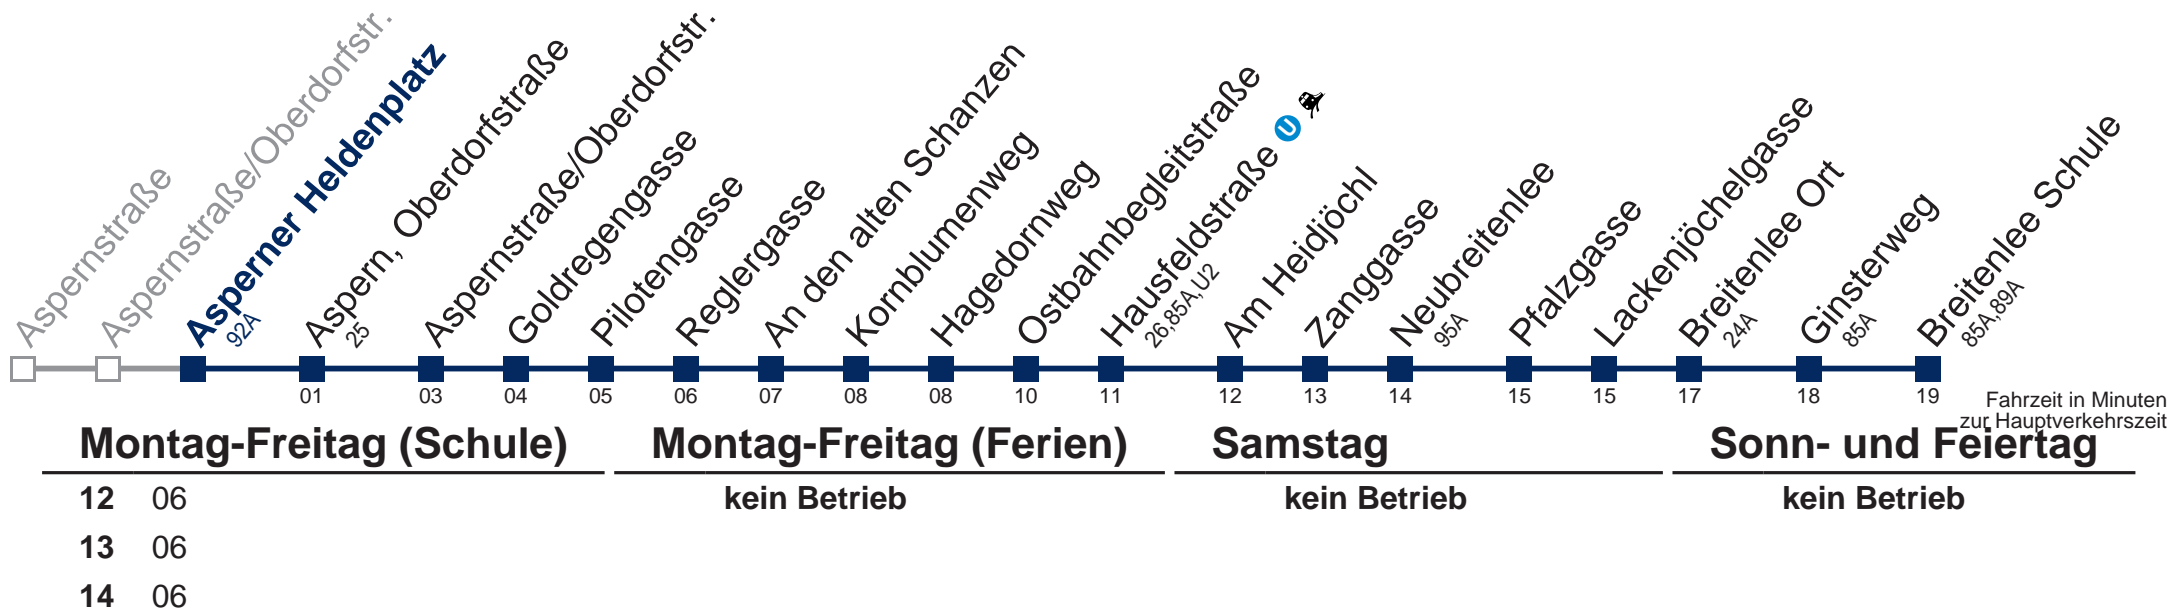 Aspernstraße
Aspernstraße/Oberdorfstr.
Asperner Heldenplatz
92A
Aspern, Oberdorfstraße
25
Aspernstraße/Oberdorfstr.
Goldregengasse
Pilotengasse
Reglergasse
An den alten Schanzen
Kornblumenweg
Hagedornweg
Ostbahnbegleitstraße
Hausfeldstraße U
26,85A,U2
Am Heidjöchl
Zanggasse
Neubreitenlee
95A
Pfalzgasse
Lackenjöchelgasse
Breitenlee Ort
24A
Ginsterweg
85A
Breitenlee Schule
85A,89A
01 03 04 05 06 07 08 08 10 11 12 13 14 15 15 17 18 19
Fahrzeit in Minuten
zur Hauptverkehrszeit
Montag-Freitag (Schule) Montag-Freitag (Ferien) Samstag Sonn- und Feiertag
12 06 kein Betrieb kein Betrieb kein Betrieb
13 06
14 06